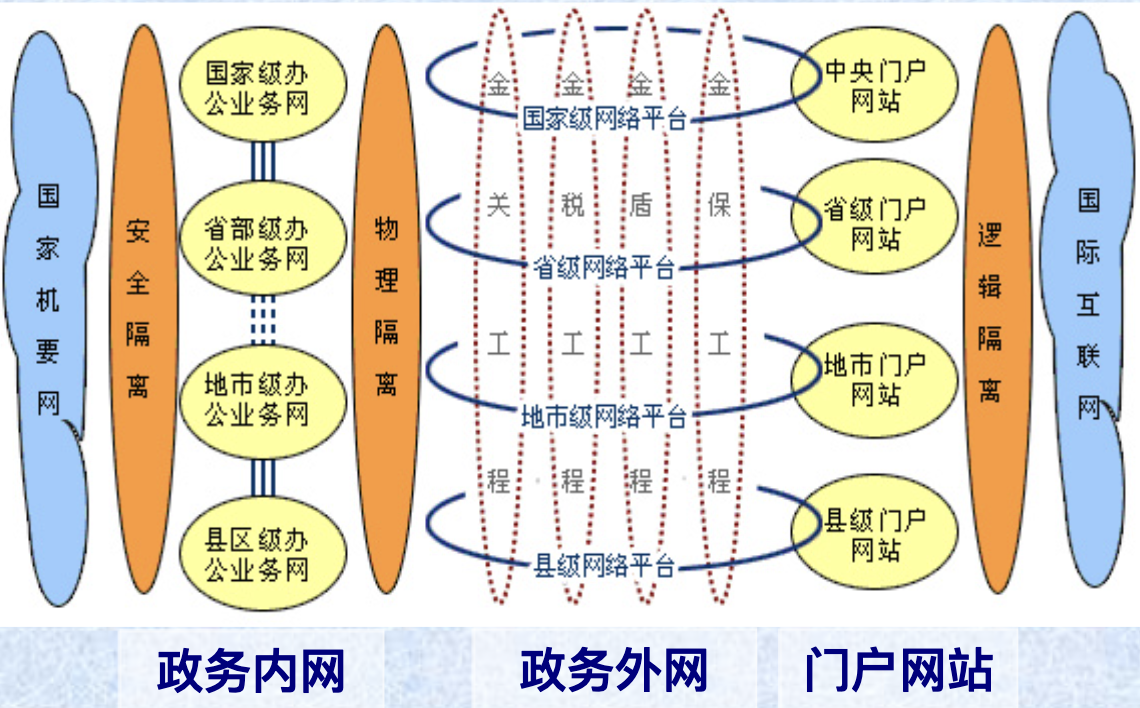 国家机要网
安全隔离
国家级办
公业务网
省部级办
公业务网
地市级办
公业务网
县区级办
公业务网
物理隔离
金关工程
金税工程
金盾工程
金保工程
国家级网络平台
省级网络平台
地市级网络平台
县级网络平台
中央门户
网站
省级门户
网站
地市门户
网站
县级门户
网站
逻辑隔离
国际互联网
政务内网
政务外网
门户网站